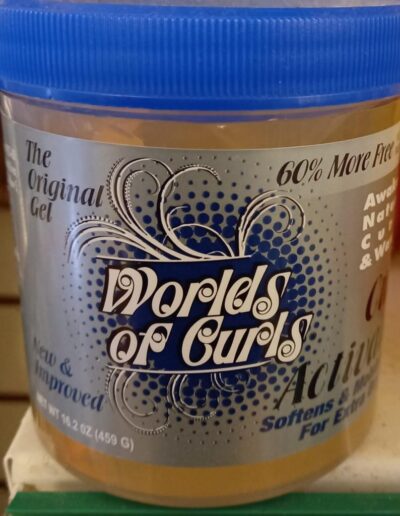 The
Original
Gel
60% More Free
& We
Worlds
of Curls
New &
Improved
NET WT 16.2 OZ (459 G)
Softens &
For Extra